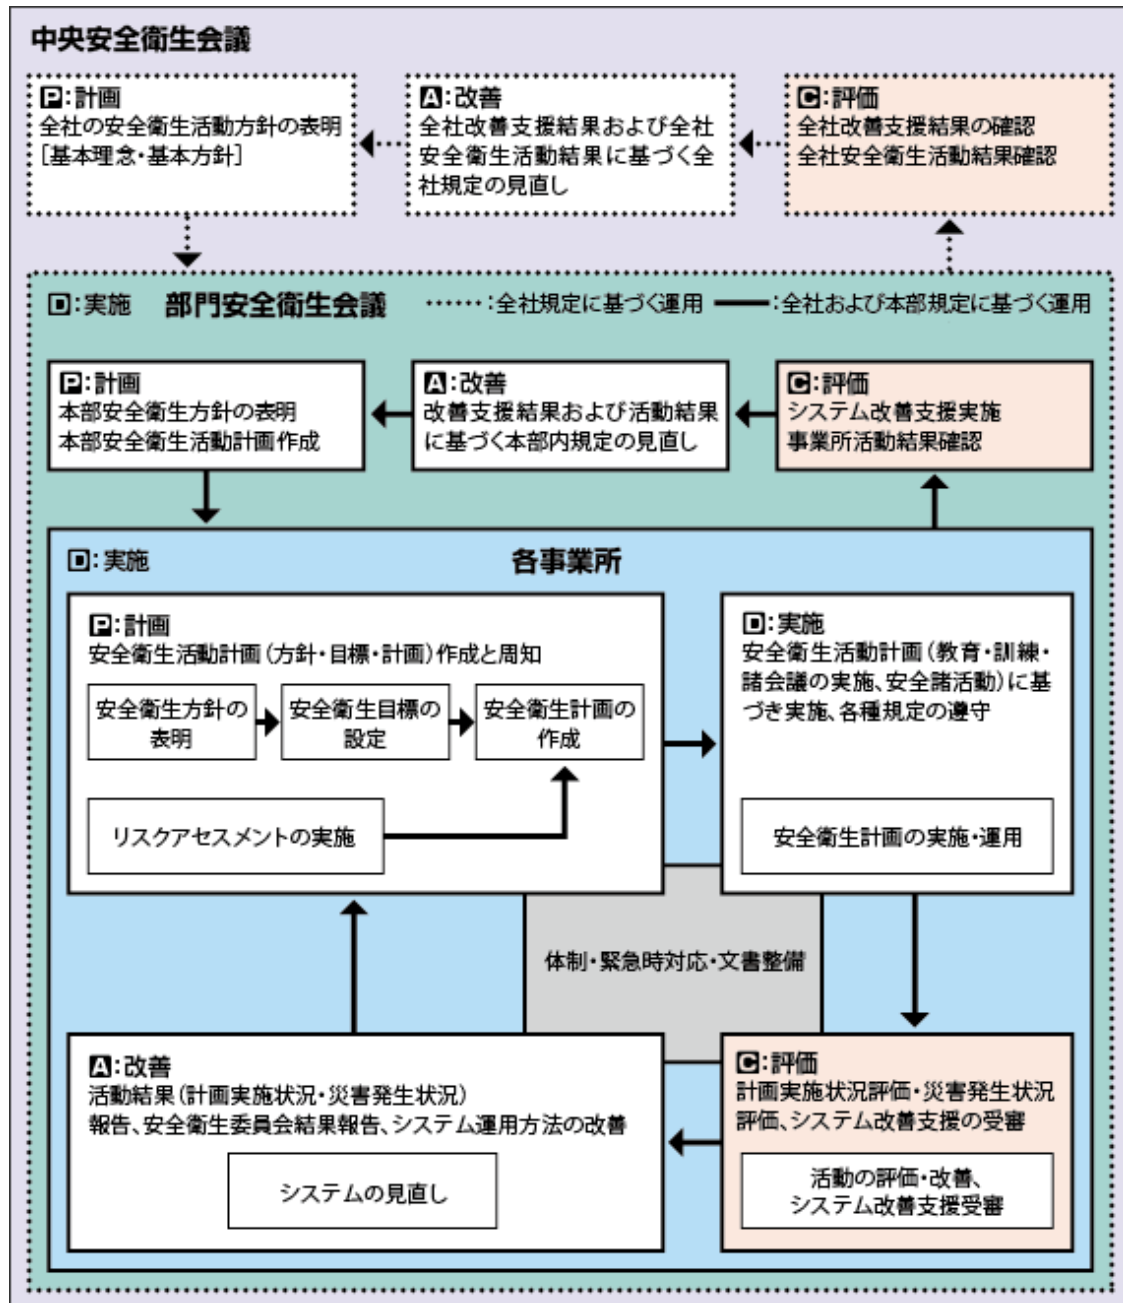 中央安全衛生会議
P:計画
全社の安全衛生活動方針の表明
[基本理念・基本方針]
A:改善
全社改善支援結果および全社
安全衛生活動結果に基づく全
社規定の見直し
C:評価
全社改善支援結果の確認
全社安全衛生活動結果確認
D:実施 部門安全衛生会議 :全社規定に基づく運用 :全社および本部規定に基づく運用
P:計画
本部安全衛生方針の表明
本部安全衛生活動計画作成
A:改善
改善支援結果および活動結果
に基づく本部内規定の見直し
C:評価
システム改善支援実施
事業所活動結果確認
D:実施 各事業所
P:計画
安全衛生活動計画(方針・目標・計画)作成と周知
安全衛生方針の
表明
安全衛生目標の
設定
安全衛生計画の
作成
リスクアセスメントの実施
D:実施
安全衛生活動計画(教育・訓練・
諸会議の実施、安全諸活動)に基
づき実施、各種規定の遵守
安全衛生計画の実施・運用
体制・緊急時対応・文書整備
A:改善
活動結果(計画実施状況・災害発生状況)
報告、安全衛生委員会結果報告、システム運用方法の改善
システムの見直し
C:評価
計画実施状況評価・災害発生状況
評価、システム改善支援の受審
活動の評価・改善、
システム改善支援受審